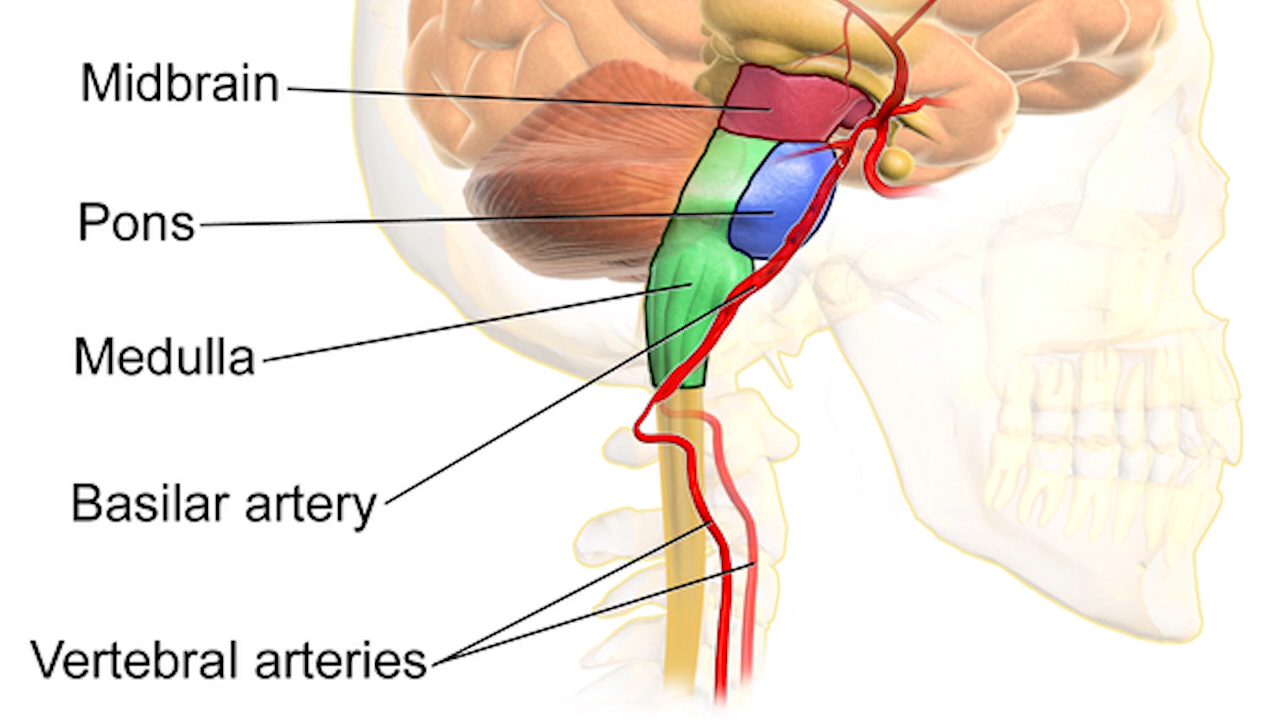 Midbrain
Pons
Medulla
Basilar artery
Vertebral arteries